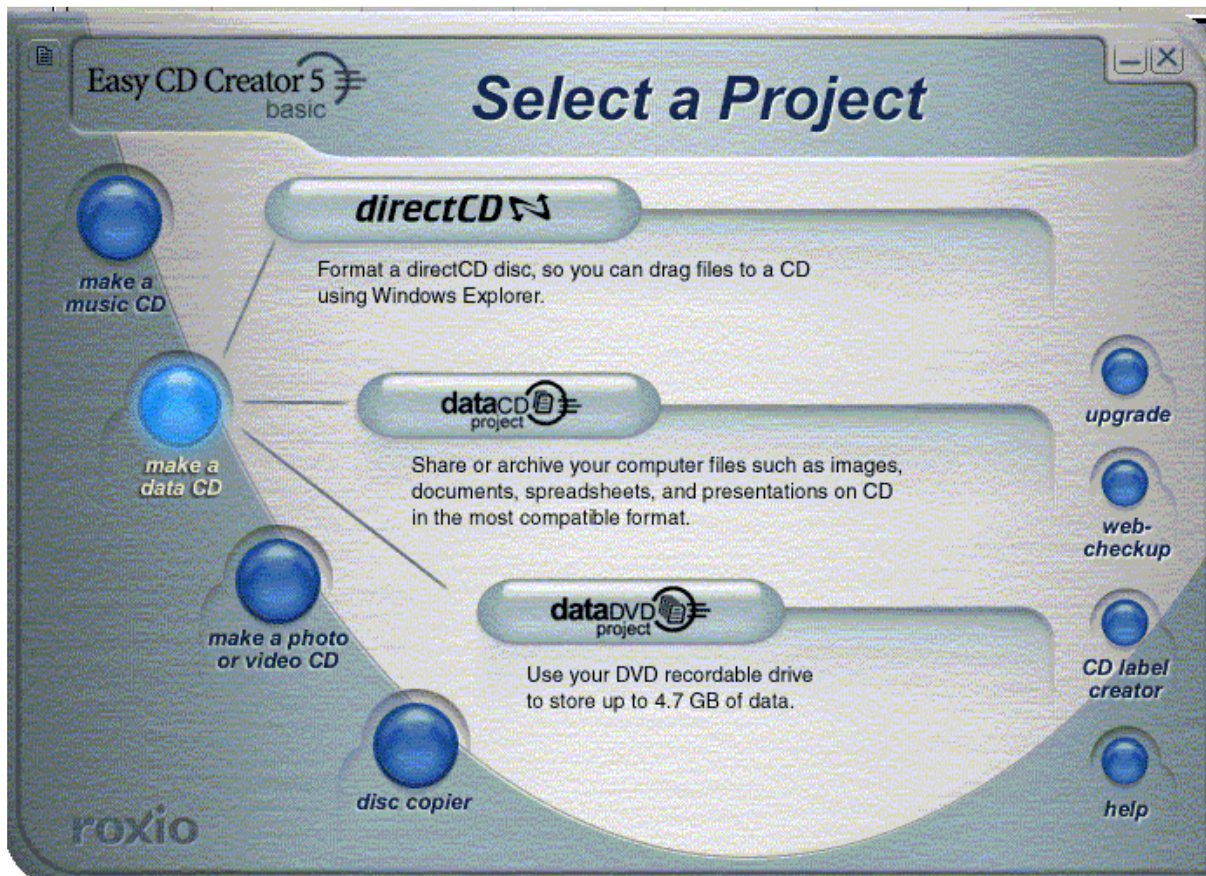 Easy CD Creator 5
basic
Select a Project
make a
music CD
directCD
Format a directCD disc, so you can drag files to a CD
using Windows Explorer.
make a
data CD
dataCD
project
Share or archive your computer files such as images,
documents, spreadsheets, and presentations on CD
in the most compatible format.
make a photo
or video CD
dataDVD
project
Use your DVD recordable drive
to store up to 4.7 GB of data.
disc copier
upgrade
web-
checkup
CD label
creator
help
roxio